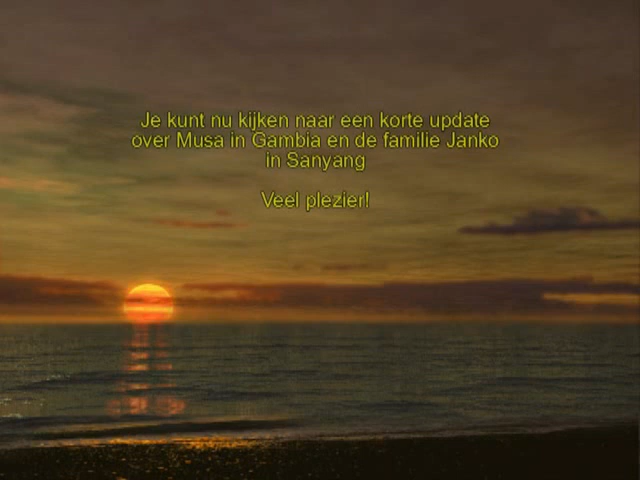 Je kunt nu kijken naar een korte update
over Musa in Gambia en de familie Janko
in Sanyang
Veel plezier!